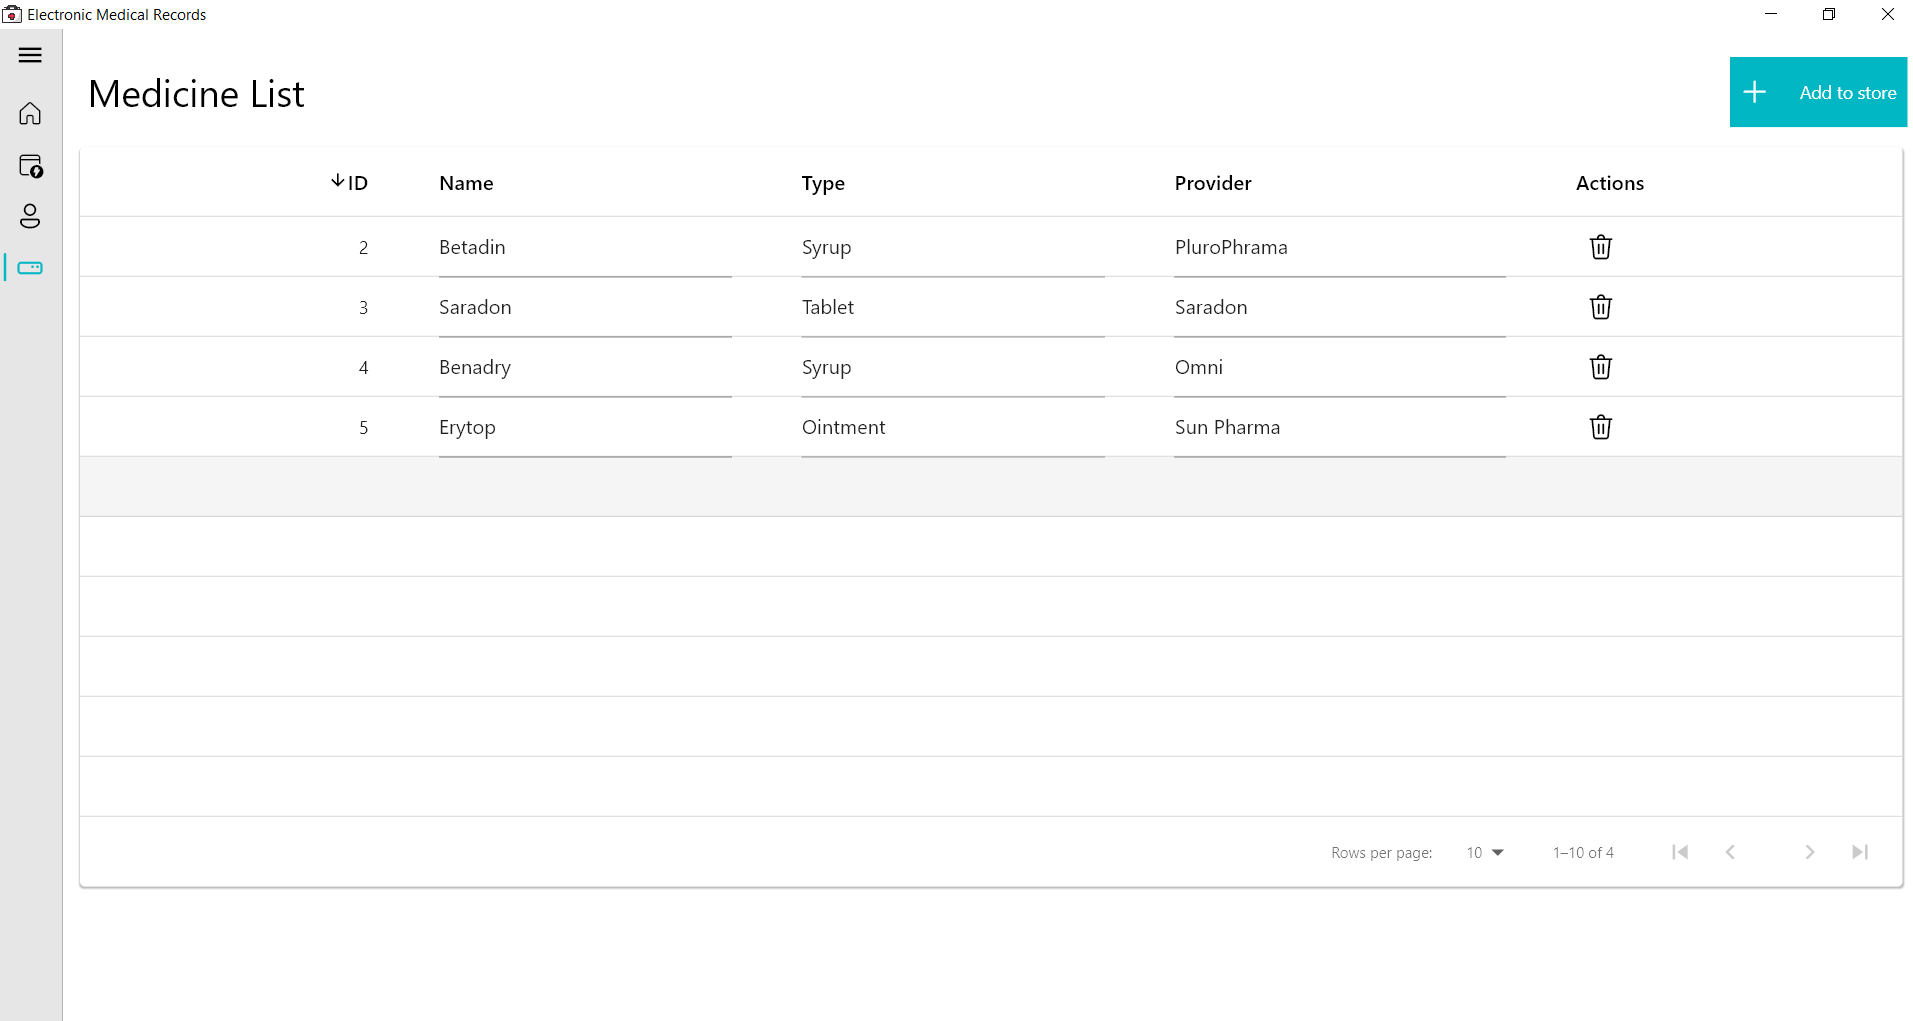 Electronic Medical Records
Medicine List
Add to store
ID Name Type Provider Actions
2 Betadin Syrup PluroPhrama
3 Saradon Tablet Saradon
4 Benadry Syrup Omni
5 Erytop Ointment Sun Pharma
Rows per page: 10 1–10 of 4